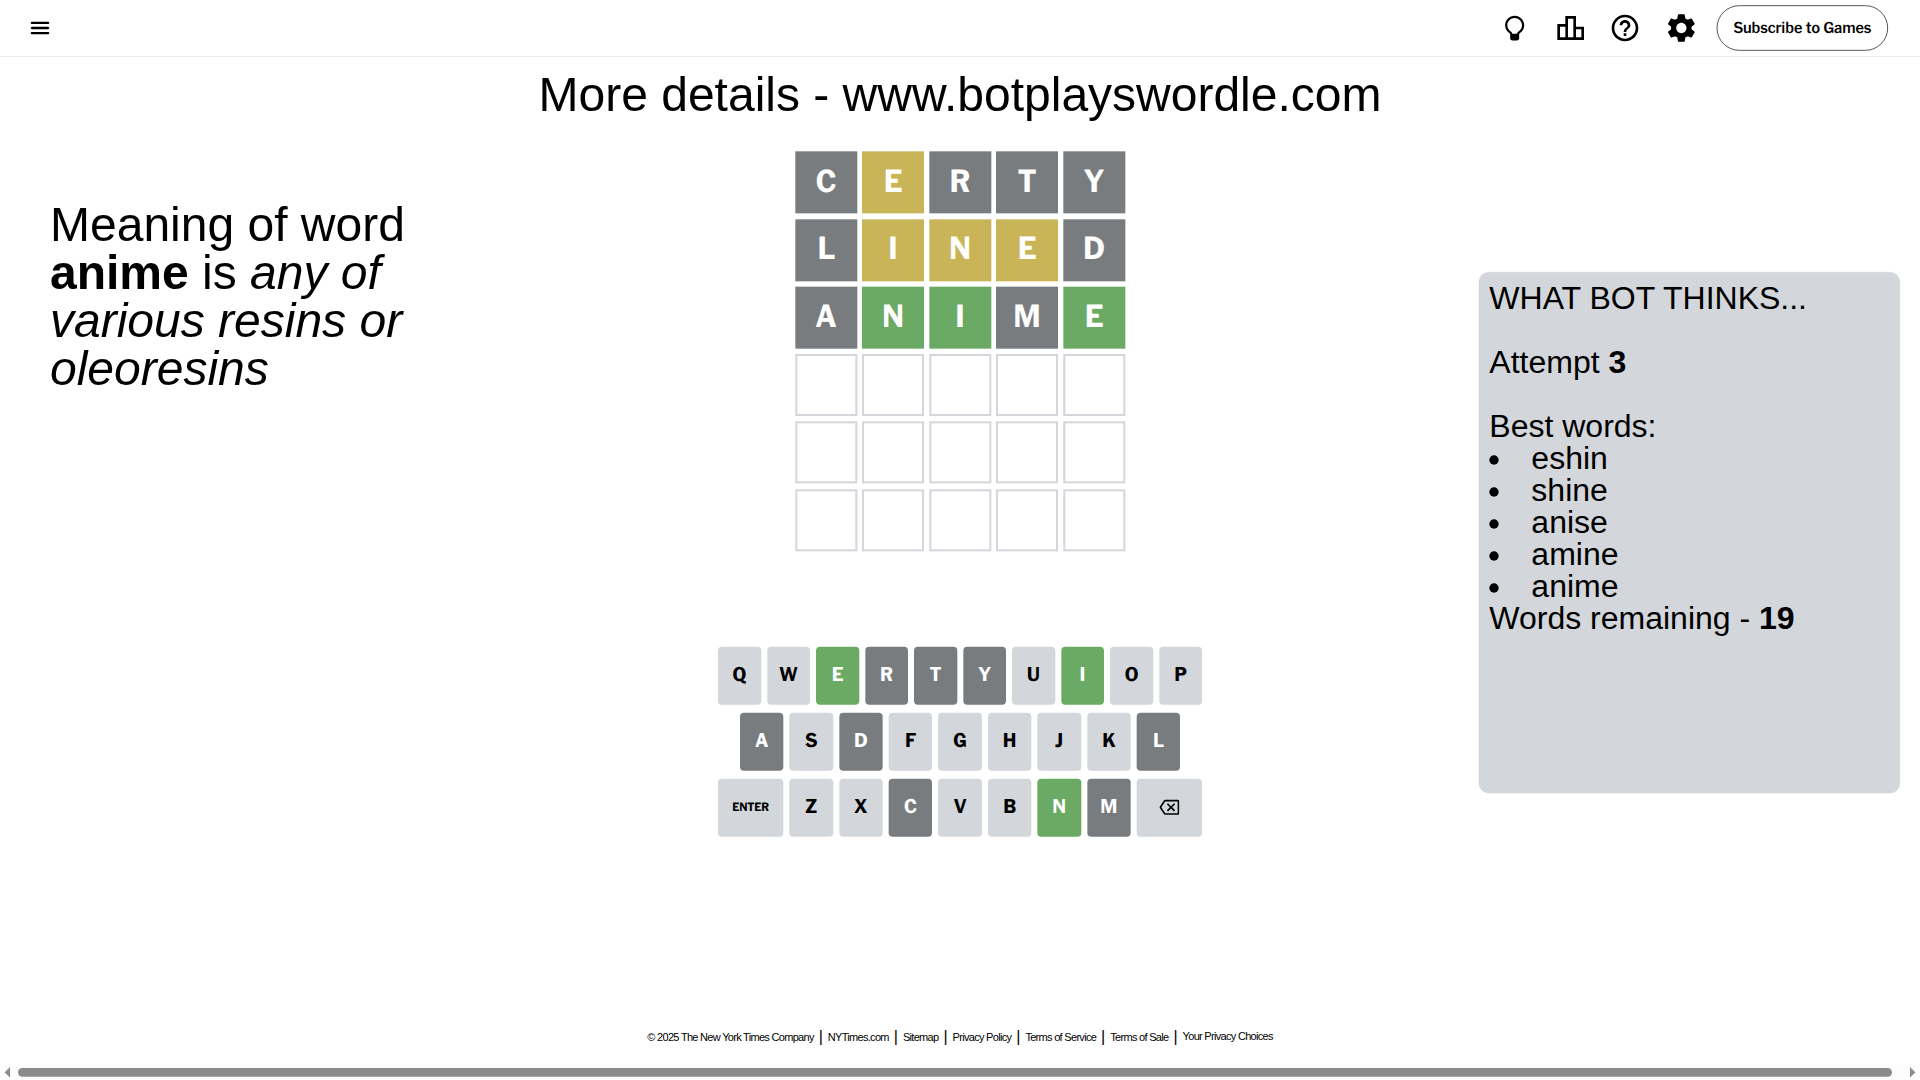 Subscribe to Games
More details - www.botplayswordle.com
Meaning of word
anime is any of
various resins or
oleoresins
C E R T Y
L I N E D
A N I M E
WHAT BOT THINKS...
Attempt 3
Best words:
• eshin
• shine
• anise
• amine
• anime
Words remaining - 19
Q W E R T Y U I O P
A S D F G H J K L
ENTER Z X C V B N M
© 2025 The New York Times Company | NYTimes.com | Sitemap | Privacy Policy | Terms of Service | Terms of Sale | Your Privacy Choices